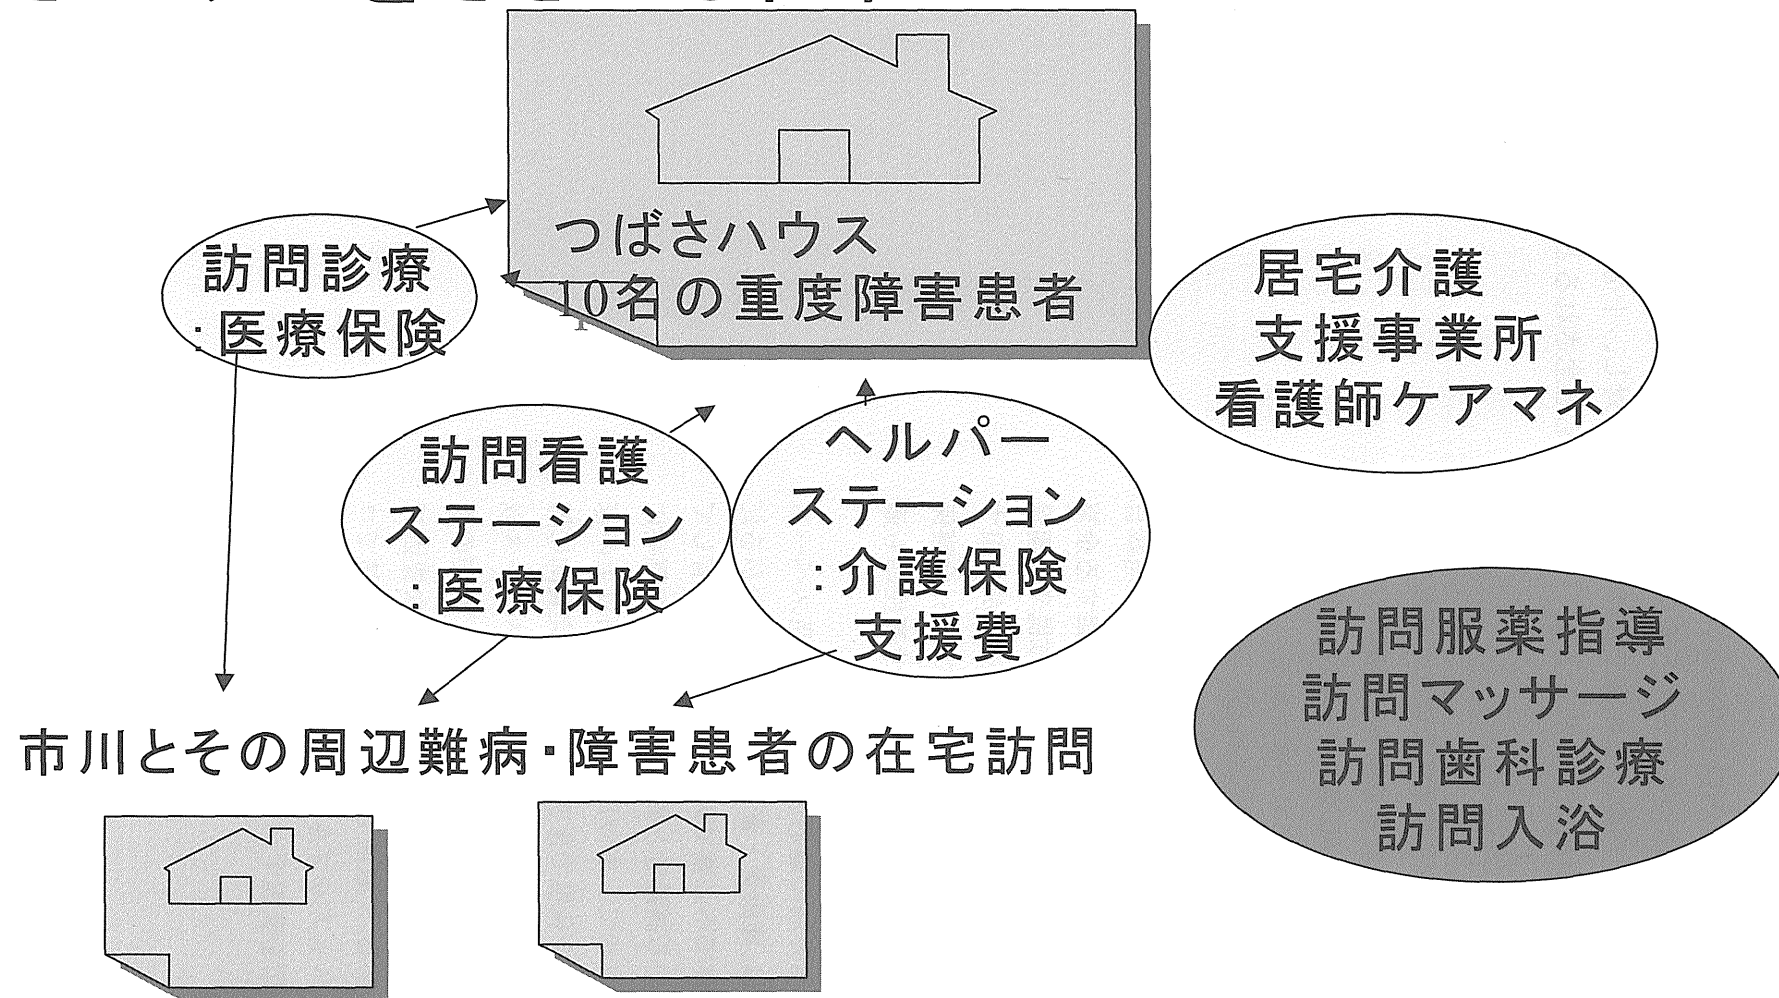 つばさハウス
10名の重度障害患者
訪問診療
:医療保険
居宅介護
支援事業所
看護師ケアマネ
訪問看護
ステーション
:医療保険
ヘルパー
ステーション
:介護保険
支援費
訪問服薬指導
訪問マッサージ
訪問歯科診療
訪問入浴
市川とその周辺難病・障害患者の在宅訪問